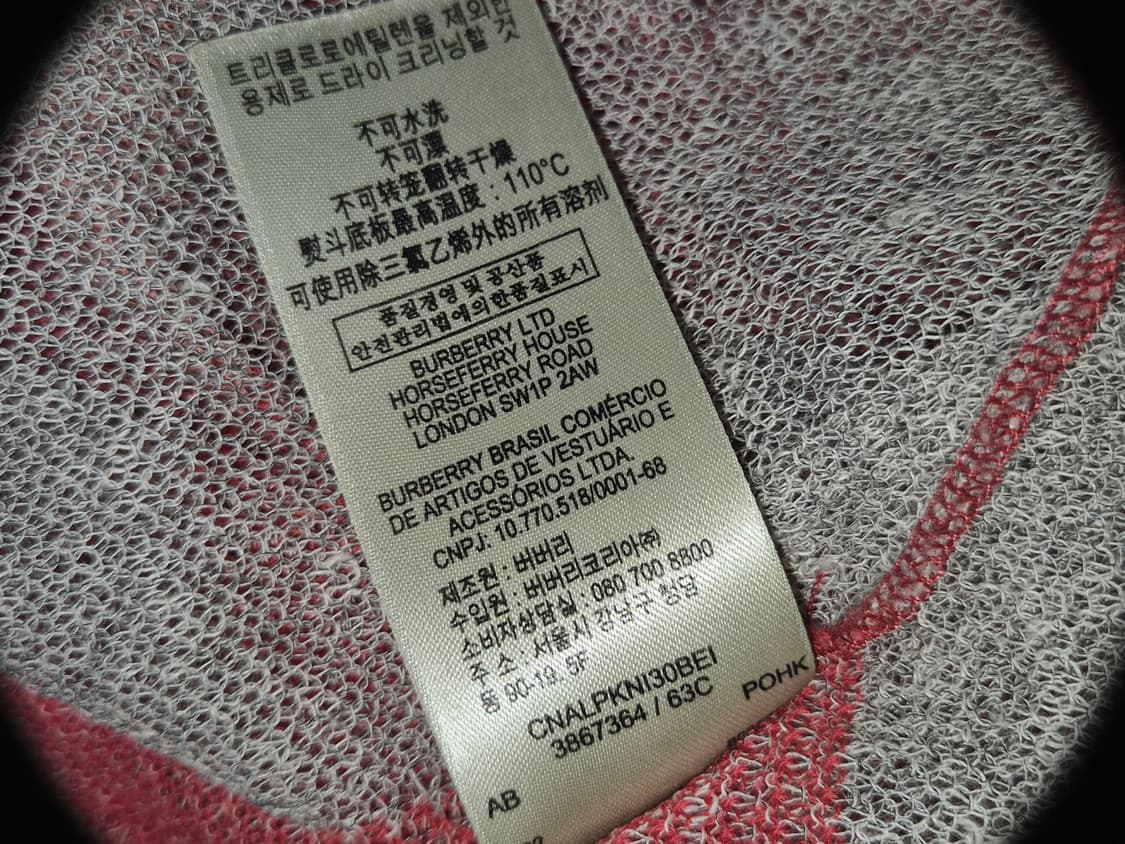 트리클로로에틸렌을 제외한
용제로 드라이 크리닝할 것
不可水洗
不可漂
不可转笼翻转干燥
熨斗底板最高温度：110°C
可使用除三氯乙烯外的所有溶剂
품질경영 및 공산품
안전관리법에의한품질표시
BURBERRY LTD
HORSEFERRY HOUSE
HORSEFERRY ROAD
LONDON SW1P 2AW
BURBERRY BRASIL COMÉRCIO
DE ARTIGOS DE VESTUÁRIO E
ACESSÓRIOS LTDA.
CNPJ: 10.770.518/0001-68
제조원 : 버버리
수입원 : 버버리코리아㈜
소비자상담실 : 080 700 8800
주 소 : 서울시 강남구 청담
동 90-19, 5F
CNALPKNI30BEI
3867364 / 63C
POHK
AB